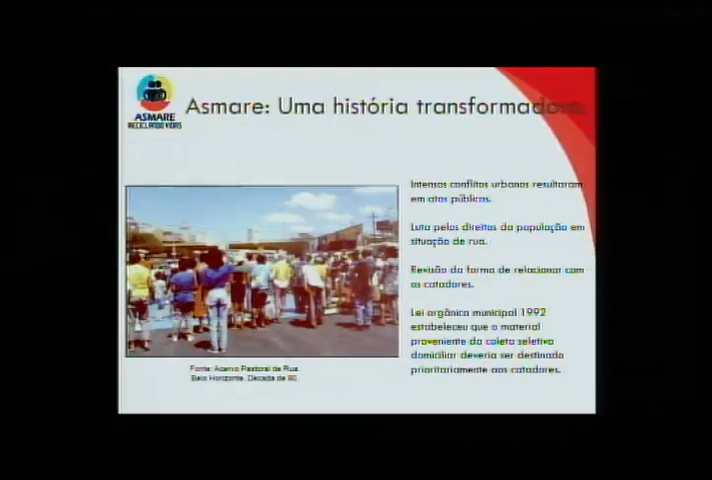 ASMARE
RECICLANDO VIDAS
Asmare: Uma história transformadora
Intensos conflitos urbanos resultaram
em atos públicos.
Luta pelos direitos da população em
situação de rua.
Revisão da forma de relacionar com
os catadores.
Lei orgânica municipal 1992
estabeleceu que o material
proveniente da coleta seletiva
domiciliar deveria ser destinado
prioritariamente aos catadores.
Fonte: Acervo Pastoral de Rua.
Belo Horizonte. Década de 80.